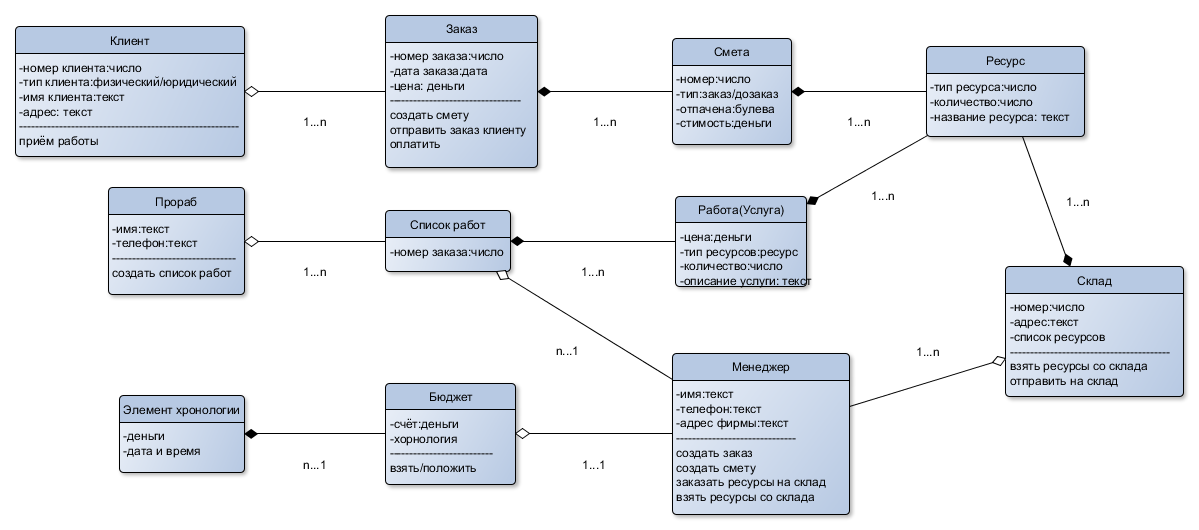 Клиент
-номер клиента:число
-тип клиента:физический/юридический
-имя клиента:текст
-адрес: текст
----------------------------------------------------
приём работы
1...n
Заказ
-номер заказа:число
-дата заказа:дата
-цена: деньги
-------------------------------
создать смету
отправить заказ клиенту
оплатить
1...n
Смета
-номер:число
-тип:заказ/дозаказ
-отпачена:булева
-стимость:деньги
1...n
Ресурс
-тип ресурса:число
-количество:число
-название ресурса: текст
Прораб
-имя:текст
-телефон:текст
------------------------------
создать список работ
1...n
Список работ
-номер заказа:число
1...n
Работа(Услуга)
-цена:деньги
-тип ресурсов:ресурс
-количество:число
-описание услуги: текст
1...n
1...n
Склад
-номер:число
-адрес:текст
-список ресурсов
--------------------------------------
взять ресурсы со склада
отправить на склад
n...1
1...n
Элемент хронологии
-деньги
-дата и время
n...1
Бюджет
-счёт:деньги
-хорнология
-------------------------
взять/положить
1...1
Менеджер
-имя:текст
-телефон:текст
-адрес фирмы:текст
-----------------------------
создать заказ
создать смету
заказать ресурсы на склад
взять ресурсы со склада